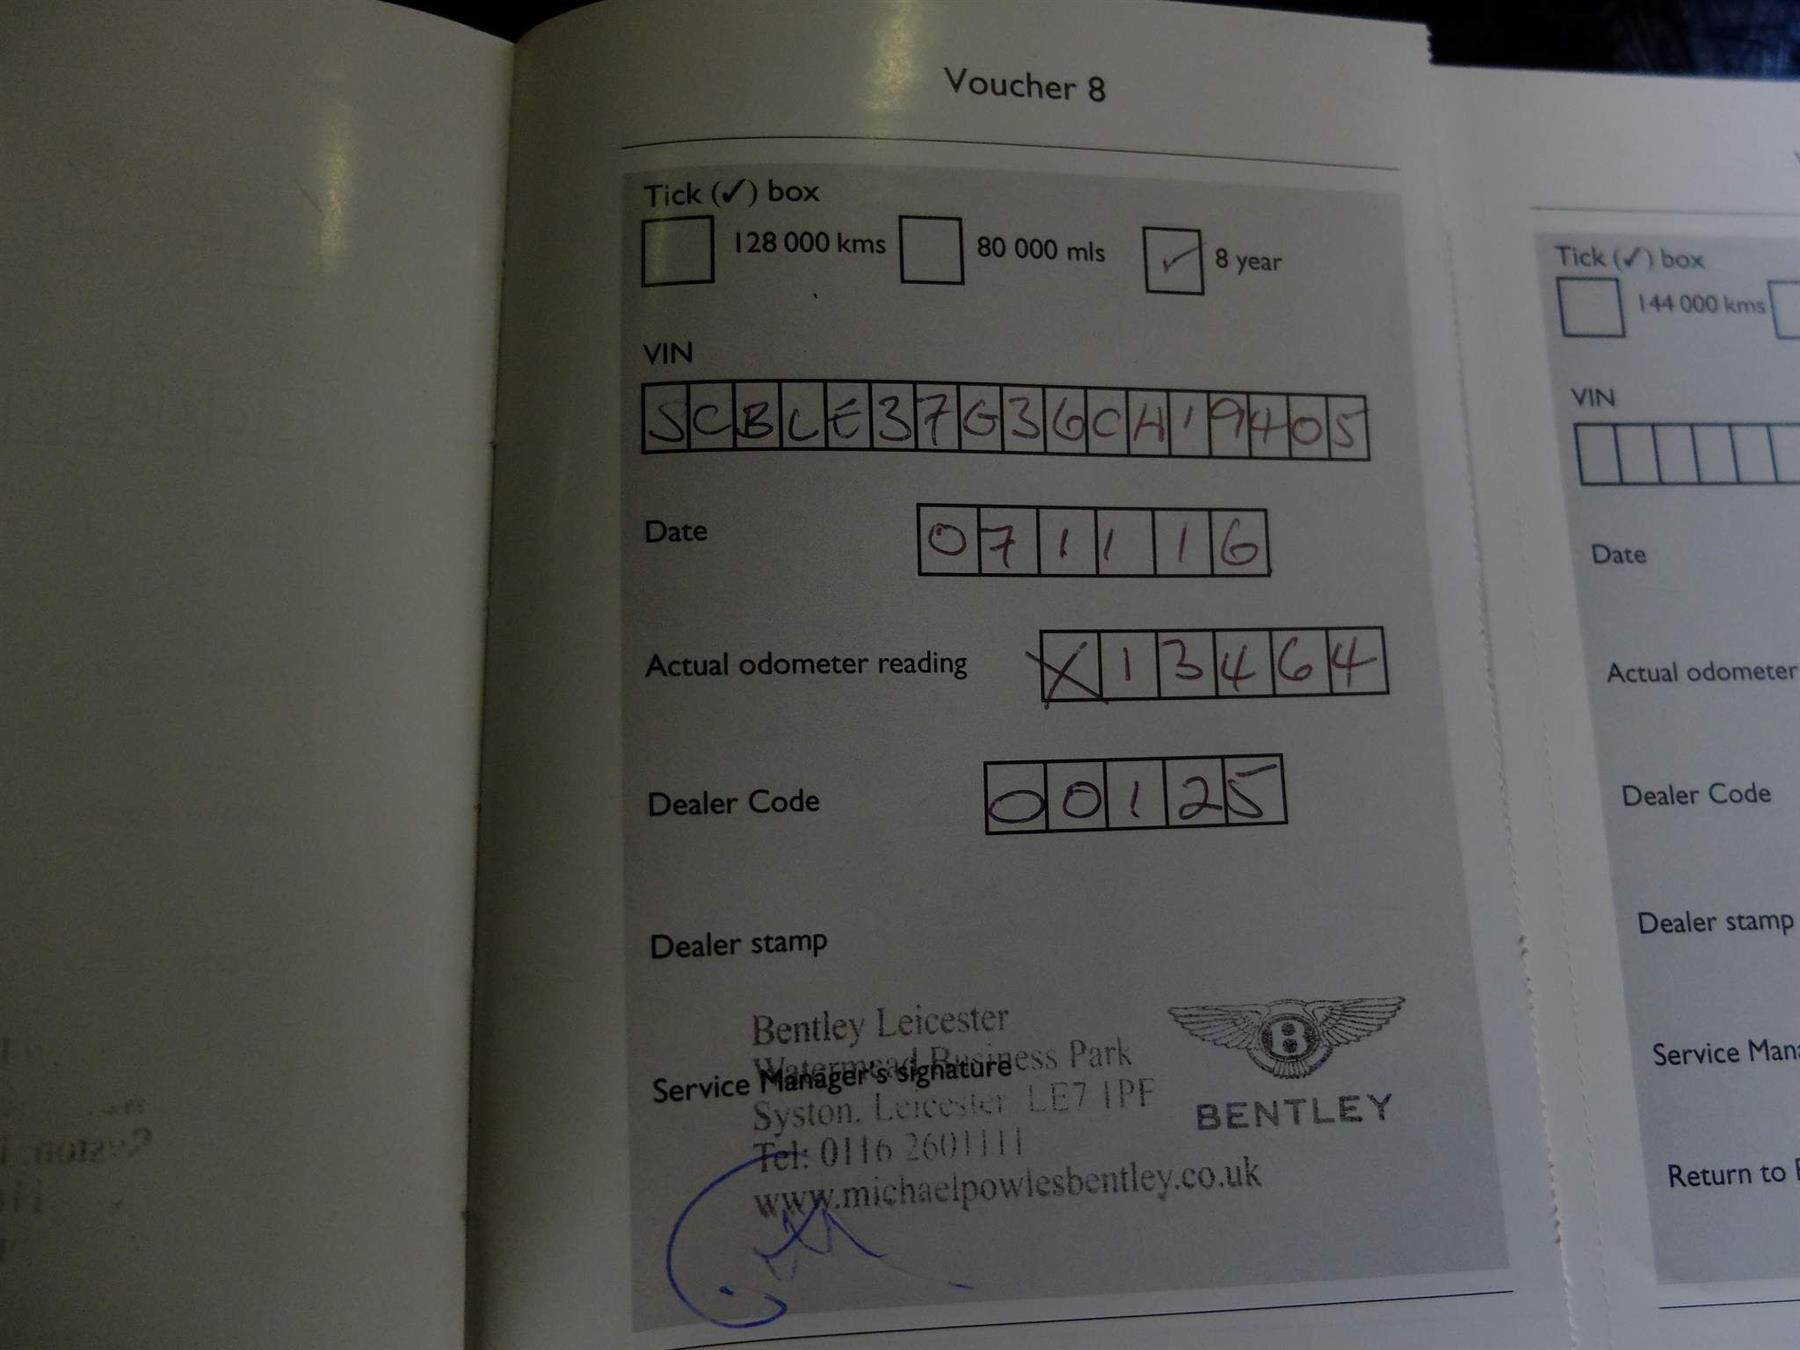 Voucher 8
Tick (✓) box
128 000 kms
80 000 mls
✓ 8 year
VIN
SCBLE37G36CH19405
Date
071116
Actual odometer reading
X13464
Dealer Code
00125
Dealer stamp
Bentley Leicester
Watermead Business Park
Service Manager's signature
Syston. Leicester LE7 1PF
Tel: 0116 2601111
www.michaelpowlesbentley.co.uk
B
BENTLEY
Tick (✓) box
144 000 kms
VIN
Date
Actual odometer
Dealer Code
Dealer stamp
Service
Return to